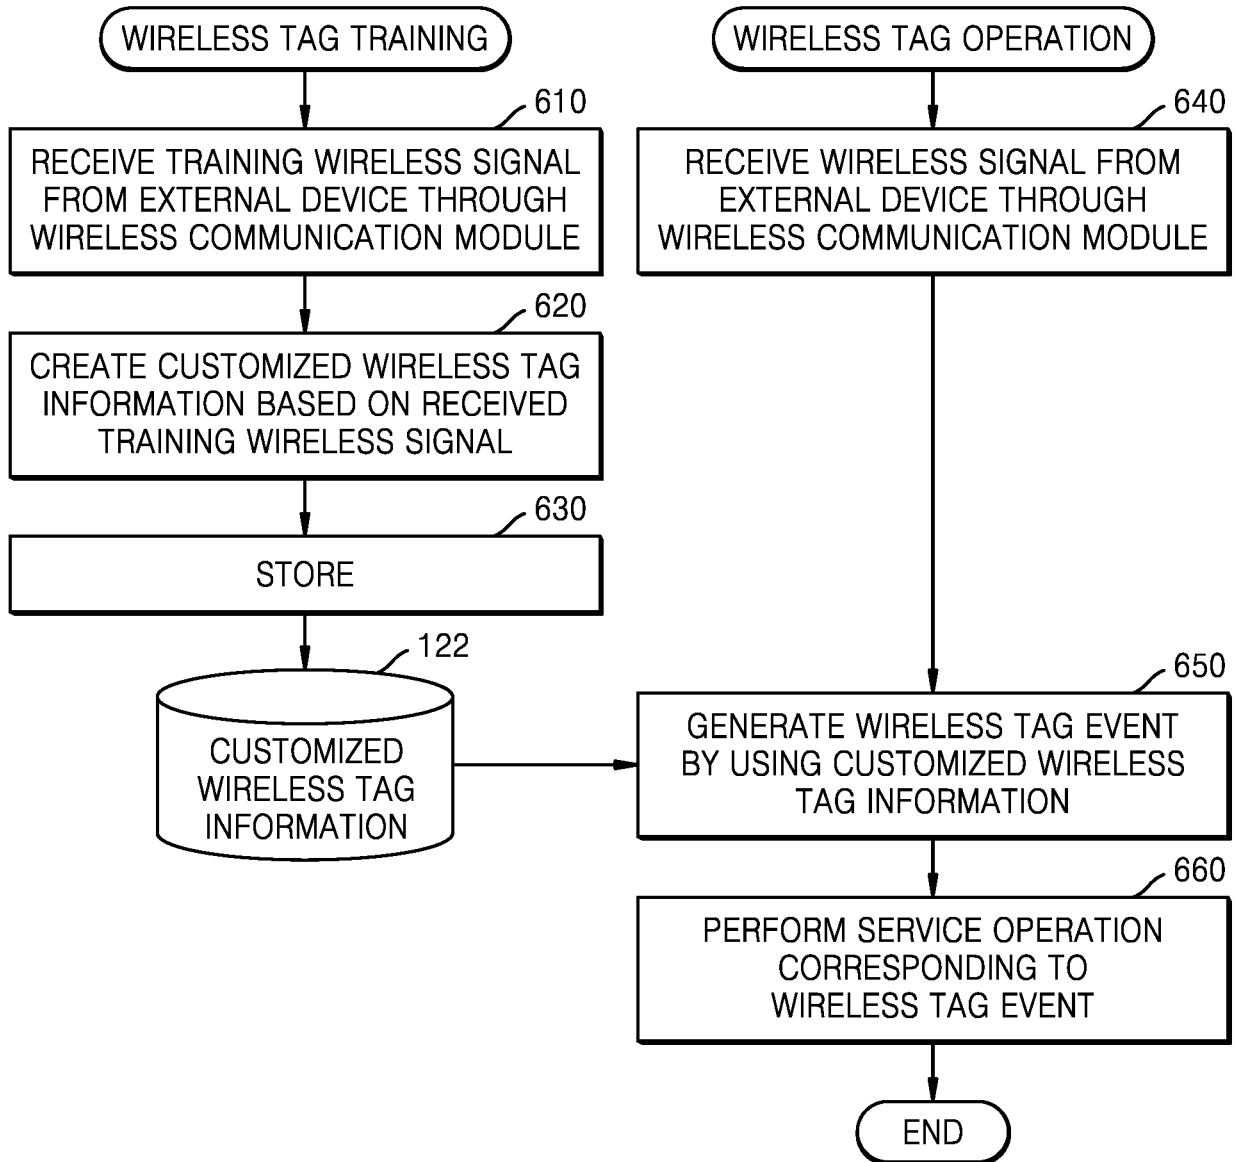 WIRELESS TAG TRAINING
610
RECEIVE TRAINING WIRELESS SIGNAL
FROM EXTERNAL DEVICE THROUGH
WIRELESS COMMUNICATION MODULE
620
CREATE CUSTOMIZED WIRELESS TAG
INFORMATION BASED ON RECEIVED
TRAINING WIRELESS SIGNAL
630
STORE
122
CUSTOMIZED
WIRELESS TAG
INFORMATION
WIRELESS TAG OPERATION
640
RECEIVE WIRELESS SIGNAL FROM
EXTERNAL DEVICE THROUGH
WIRELESS COMMUNICATION MODULE
650
GENERATE WIRELESS TAG EVENT
BY USING CUSTOMIZED WIRELESS
TAG INFORMATION
660
PERFORM SERVICE OPERATION
CORRESPONDING TO
WIRELESS TAG EVENT
END